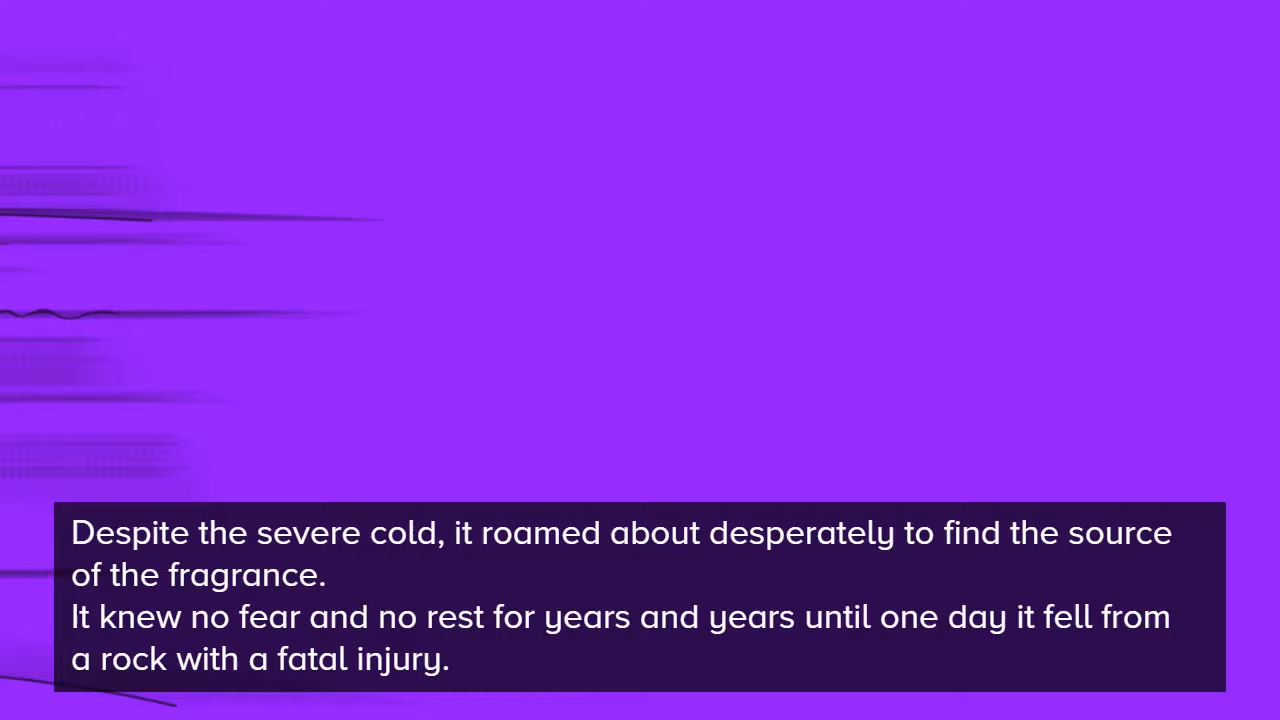 Despite the severe cold, it roamed about desperately to find the source
of the fragrance.
It knew no fear and no rest for years and years until one day it fell from
a rock with a fatal injury.